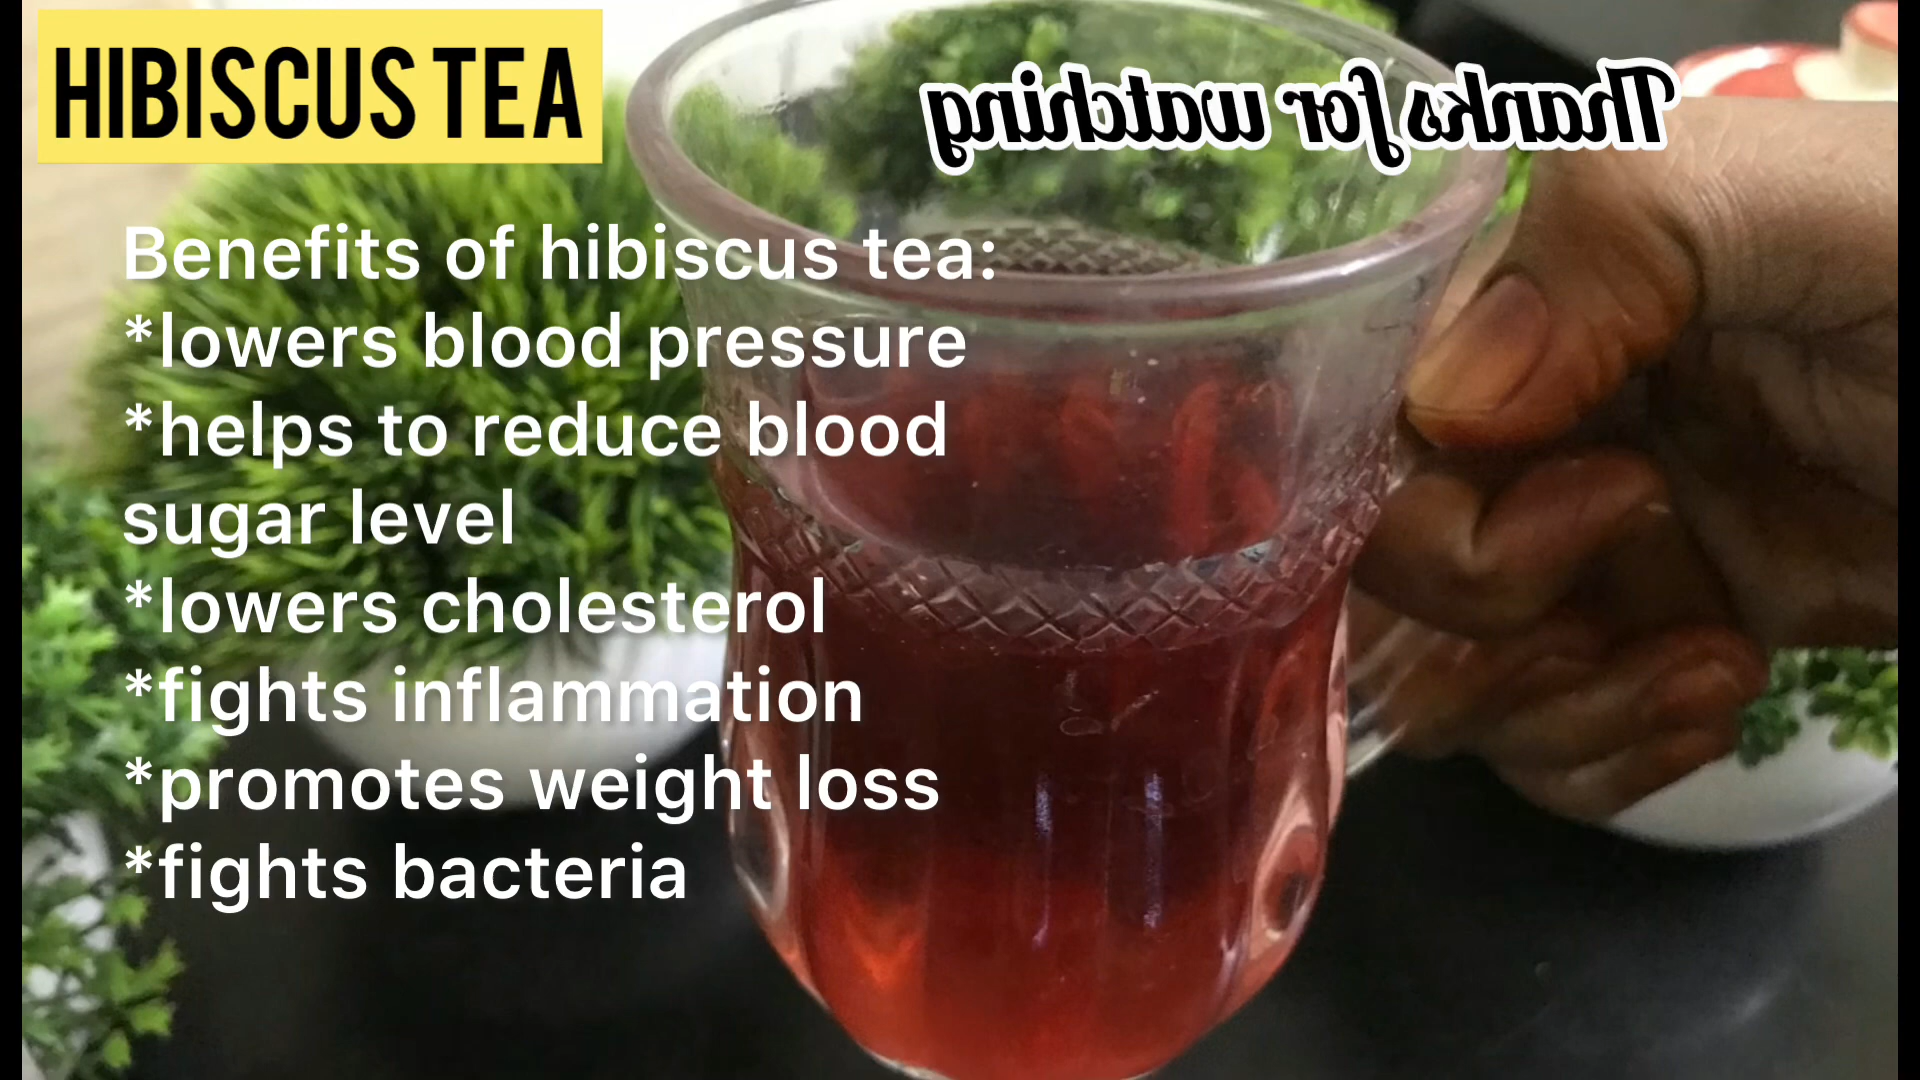 HIBISCUS TEA
Thanks for watching
Benefits of hibiscus tea:
*lowers blood pressure
*helps to reduce blood
sugar level
*lowers cholesterol
*fights inflammation
*promotes weight loss
*fights bacteria